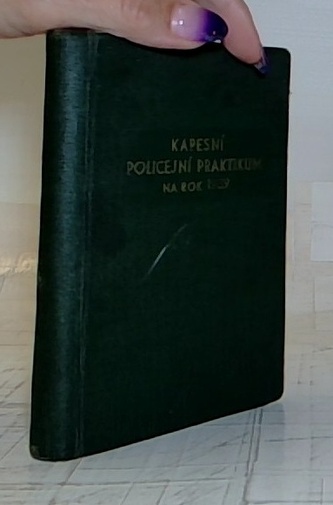 KAPESNÍ
POLICEJNÍ PRAKTIKUM
NA ROK